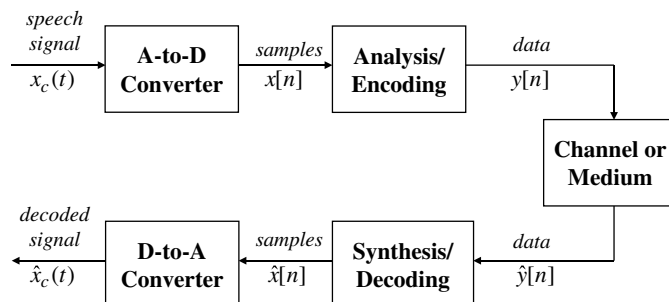 speech
signal
x_c(t)
A-to-D
Converter
samples
x[n]
Analysis/
Encoding
data
y[n]
Channel or
Medium
decoded
signal
x̂_c(t)
D-to-A
Converter
samples
x̂[n]
Synthesis/
Decoding
data
ŷ[n]